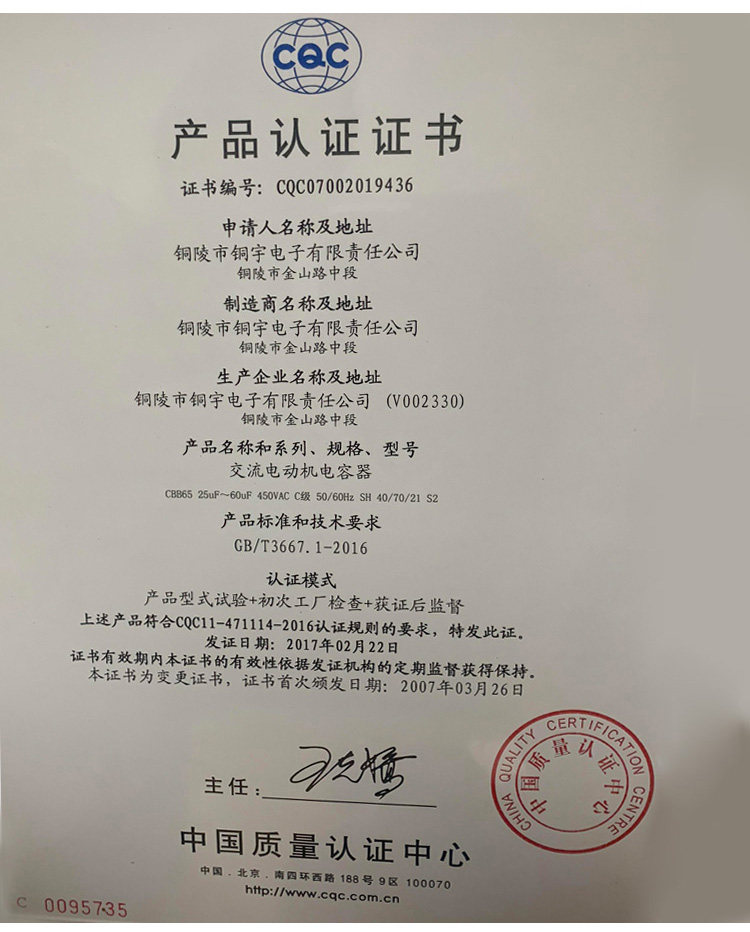 CQC
产品认证证书
证书编号：CQC07002019436
申请人名称及地址
铜陵市铜宇电子有限责任公司
铜陵市金山路中段
制造商名称及地址
铜陵市铜宇电子有限责任公司
铜陵市金山路中段
生产企业名称及地址
铜陵市铜宇电子有限责任公司 (V002330)
铜陵市金山路中段
产品名称和系列、规格、型号
交流电动机电容器
CBB65 25uF～60uF 450VAC C级 50/60Hz SH 40/70/21 S2
产品标准和技术要求
GB/T3667.1-2016
认证模式
产品型式试验+初次工厂检查+获证后监督
上述产品符合CQC11-471114-2016认证规则的要求，特发此证。
发证日期：2017年02月22日
证书有效期内本证书的有效性依据发证机构的定期监督获得保持。
本证书为变更证书，证书首次颁发日期：2007年03月26日
主任：
CHINA QUALITY CERTIFICATION CENTRE
中国质量认证中心
中国质量认证中心
中国．北京．南四环西路 188号 9区 100070
http://www.cqc.com.cn
C 0095735